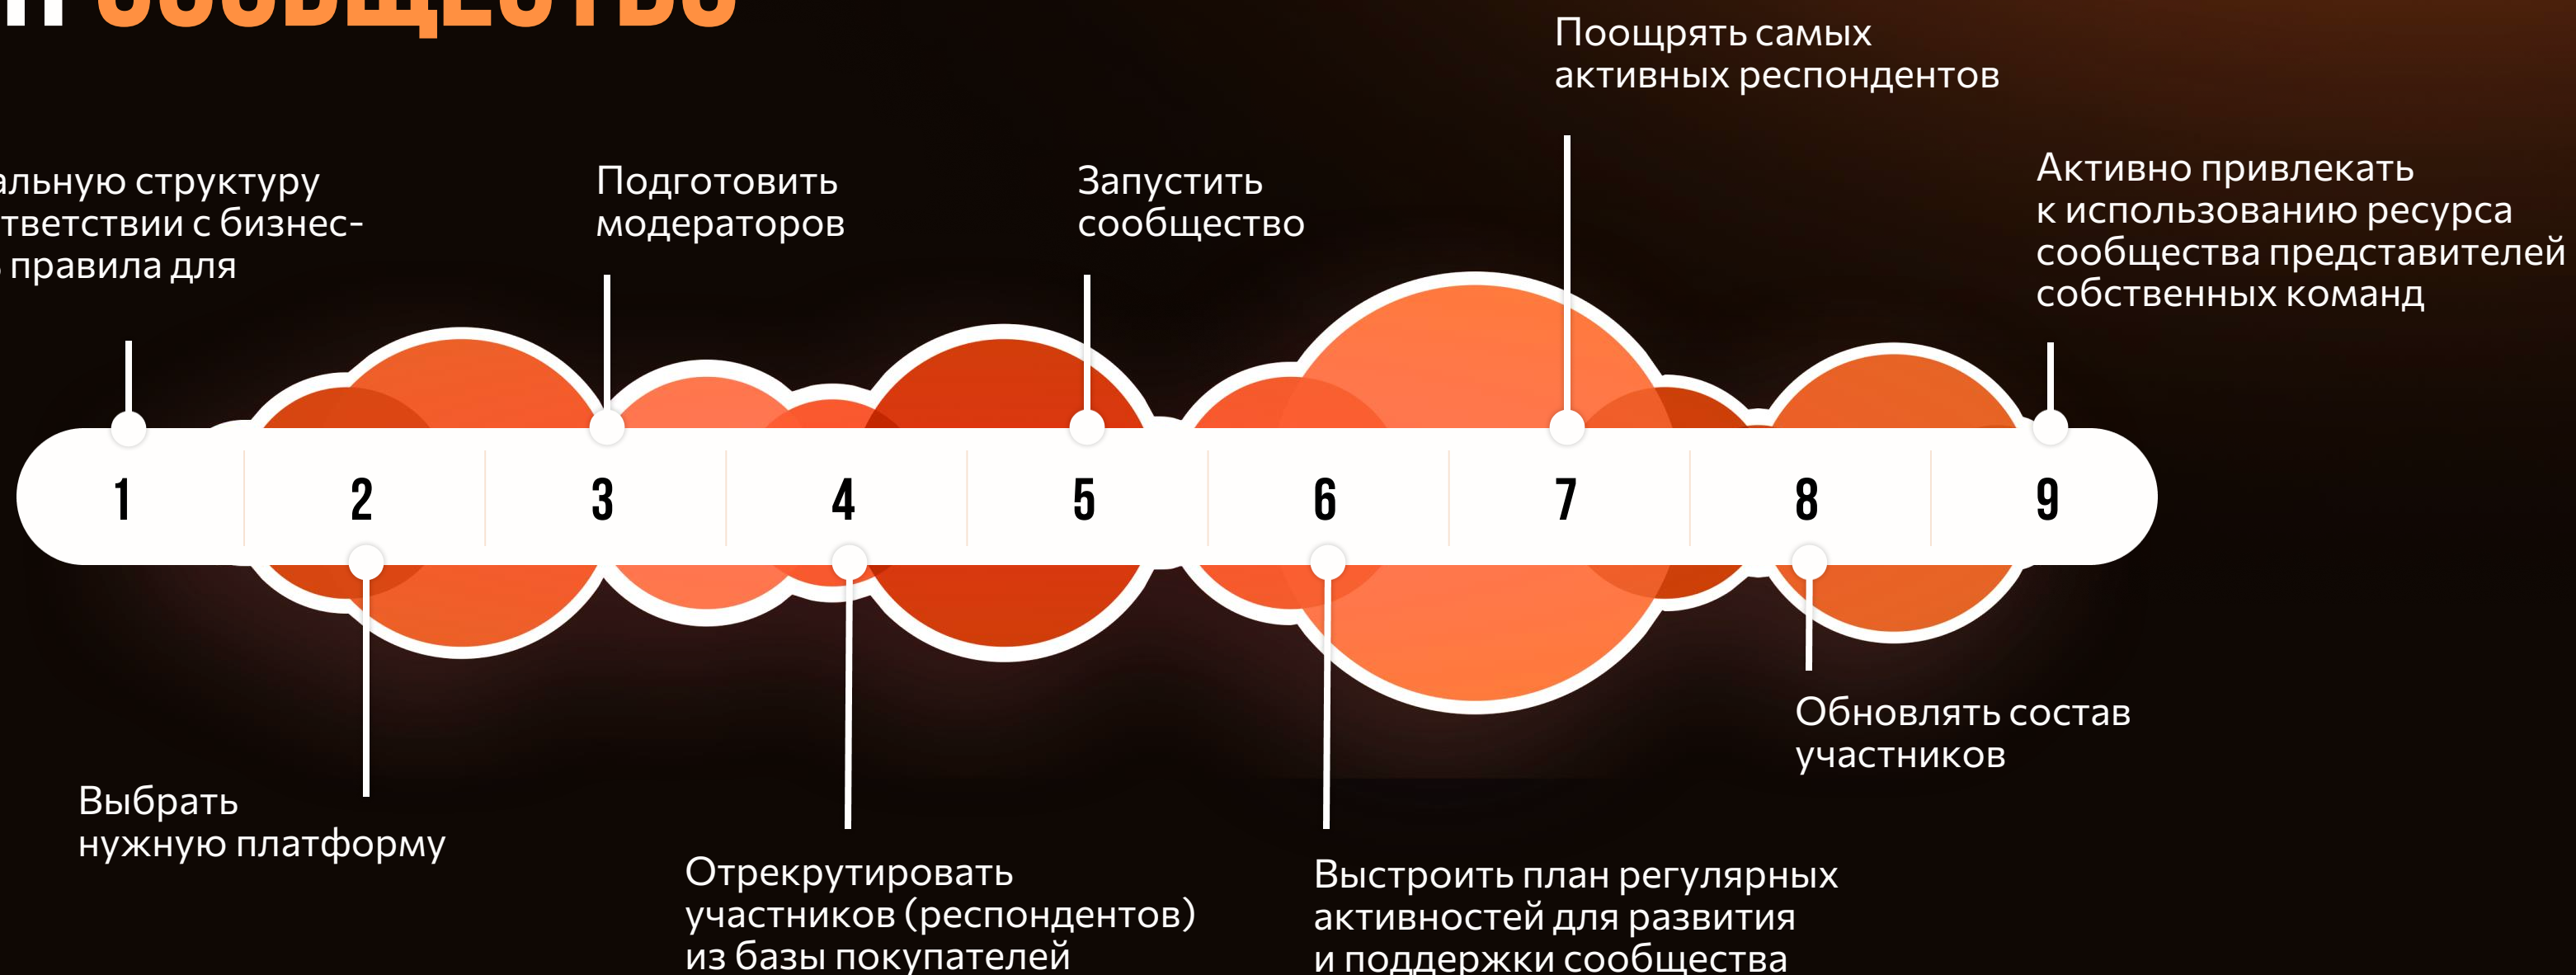 СООБЩЕСТВО
Поощрять самых
активных респондентов
структуру
с бизнес-
правила для
Подготовить
модераторов
Запустить
сообщество
Активно привлекать
к использованию ресурса
сообщества представителей
собственных команд
1 2 3 4 5 6 7 8 9
Обновлять состав
участников
Выбрать
нужную платформу
Отрекрутировать
участников (респондентов)
из базы покупателей
Выстроить план регулярных
активностей для развития
и поддержки сообщества